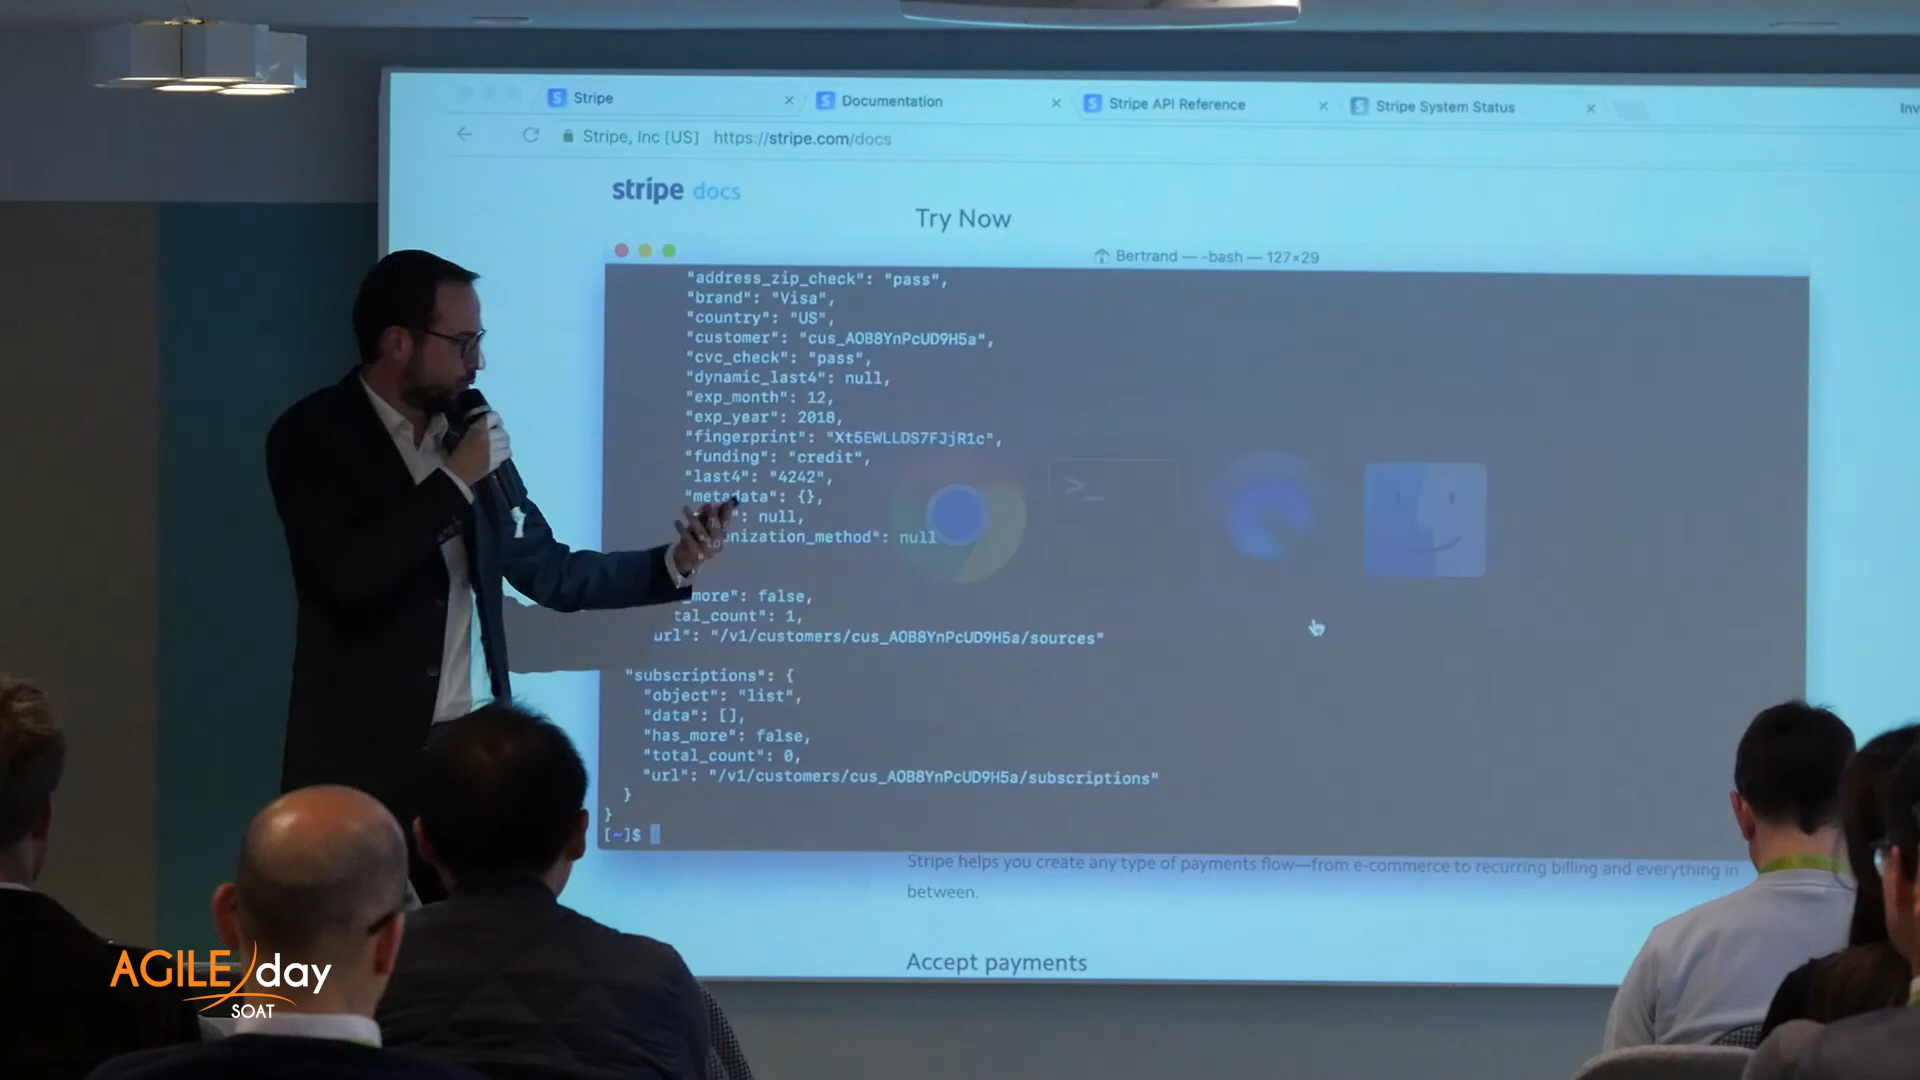 Stripe
Documentation
Stripe API Reference
Stripe System Status
Inv
Stripe, Inc [US] https://stripe.com/docs
stripe docs
Try Now
Bertrand — -bash — 127×29
"address_zip_check": "pass",
"brand": "Visa",
"country": "US",
"customer": "cus_AOB8YnPcUD9H5a",
"cvc_check": "pass",
"dynamic_last4": null,
"exp_month": 12,
"exp_year": 2018,
"fingerprint": "Xt5EWLLDS7FJjR1c",
"funding": "credit",
"last4": "4242",
"metadata": {},
": null,
onization_method": null
_more": false,
tal_count": 1,
url": "/v1/customers/cus_AOB8YnPcUD9H5a/sources"
"subscriptions": {
"object": "list",
"data": [],
"has_more": false,
"total_count": 0,
"url": "/v1/customers/cus_AOB8YnPcUD9H5a/subscriptions"
}
}
[~]$
Stripe helps you create any type of payments flow—from e-commerce to recurring billing and everything in
between.
Accept payments
AGILE day
SOAT